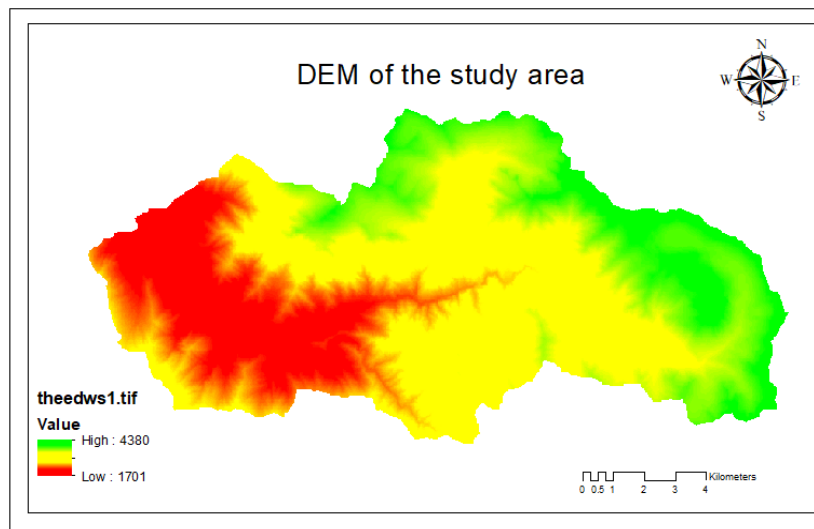 DEM of the study area
N
W E
S
theedws1.tif
Value
High : 4380
Low : 1701
Kilometers
0 0.5 1 2 3 4